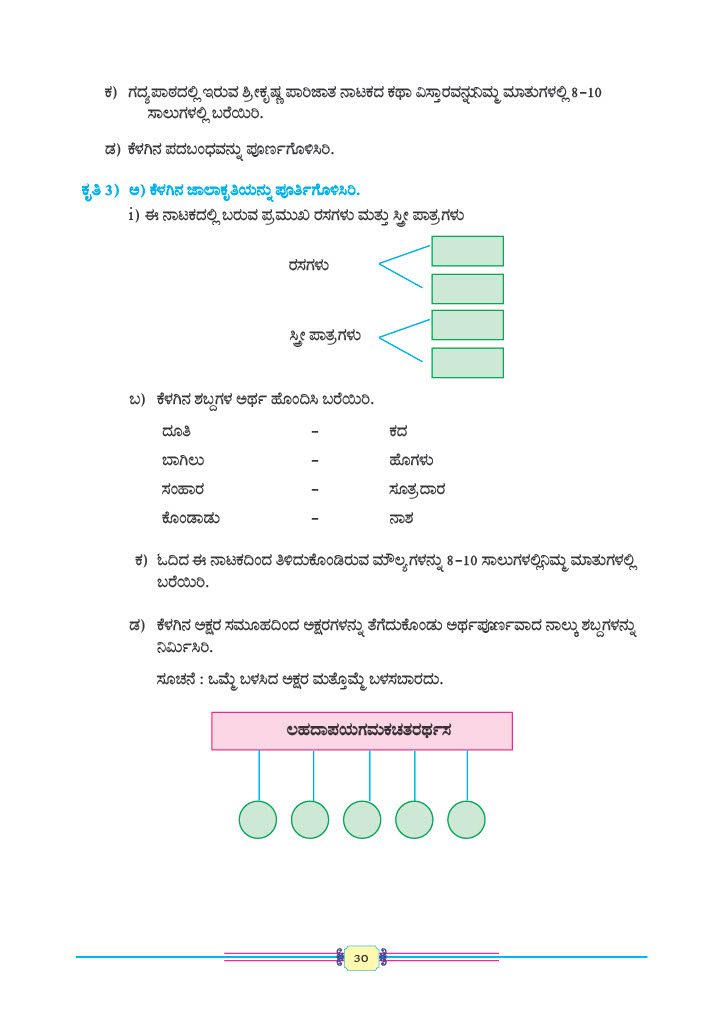 ಕ) ಗದ್ಯಪಾಠದಲ್ಲಿ ಇರುವ ಶ್ರೀಕೃಷ್ಣ ಪಾರಿಜಾತ ನಾಟಕದ ಕಥಾ ವಿಸ್ತಾರವನ್ನುನಿಮ್ಮ ಮಾತುಗಳಲ್ಲಿ 8-10
ಸಾಲುಗಳಲ್ಲಿ ಬರೆಯಿರಿ.
ಡ) ಕೆಳಗಿನ ಪದಬಂಧವನ್ನು ಪೂರ್ಣಗೊಳಿಸಿರಿ.
ಕೃತಿ 3) ಅ) ಕೆಳಗಿನ ಜಾಲಾಕೃತಿಯನ್ನು ಪೂರ್ತಿಗೊಳಿಸಿರಿ.
i) ಈ ನಾಟಕದಲ್ಲಿ ಬರುವ ಪ್ರಮುಖ ರಸಗಳು ಮತ್ತು ಸ್ತ್ರೀ ಪಾತ್ರಗಳು
ರಸಗಳು
ಸ್ತ್ರೀ ಪಾತ್ರಗಳು
ಬ) ಕೆಳಗಿನ ಶಬ್ದಗಳ ಅರ್ಥ ಹೊಂದಿಸಿ ಬರೆಯಿರಿ.
ದೂತಿ - ಕದ
ಬಾಗಿಲು - ಹೊಗಳು
ಸಂಹಾರ - ಸೂತ್ರದಾರ
ಕೊಂಡಾಡು - ನಾಶ
ಕ) ಓದಿದ ಈ ನಾಟಕದಿಂದ ತಿಳಿದುಕೊಂಡಿರುವ ಮೌಲ್ಯಗಳನ್ನು 8-10 ಸಾಲುಗಳಲ್ಲಿನಿಮ್ಮ ಮಾತುಗಳಲ್ಲಿ
ಬರೆಯಿರಿ.
ಡ) ಕೆಳಗಿನ ಅಕ್ಷರ ಸಮೂಹದಿಂದ ಅಕ್ಷರಗಳನ್ನು ತೆಗೆದುಕೊಂಡು ಅರ್ಥಪೂರ್ಣವಾದ ನಾಲ್ಕು ಶಬ್ದಗಳನ್ನು
ನಿರ್ಮಿಸಿರಿ.
ಸೂಚನೆ : ಒಮ್ಮೆ ಬಳಸಿದ ಅಕ್ಷರ ಮತ್ತೊಮ್ಮೆ ಬಳಸಬಾರದು.
ಲಹದಾಪಯಗಮಕಚತರರ್ಥಸ
30